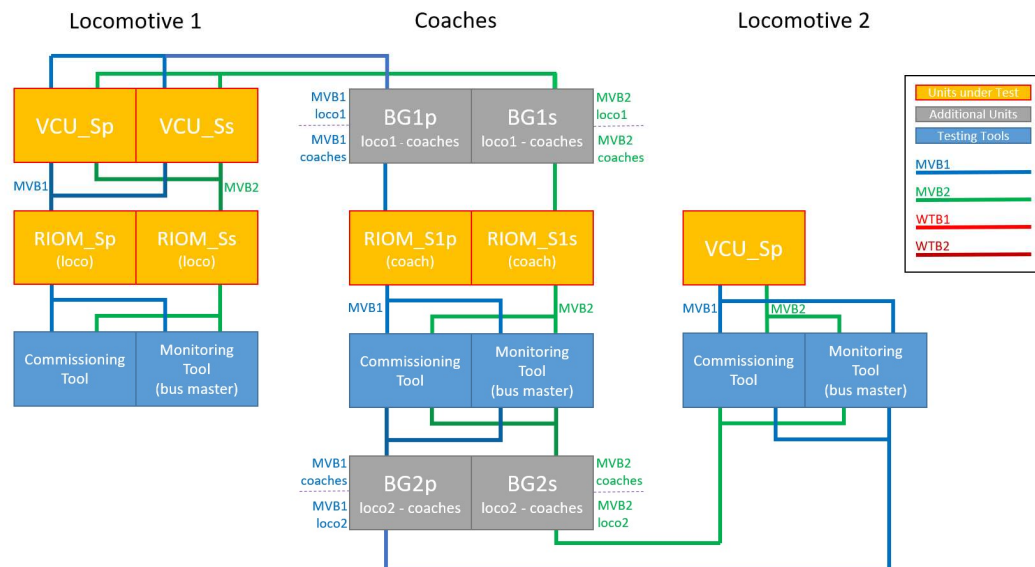 Locomotive 1
Coaches
Locomotive 2
VCU_Sp
VCU_Ss
MVB1
MVB2
RIOM_Sp
(loco)
RIOM_Ss
(loco)
Commissioning
Tool
Monitoring
Tool
(bus master)
MVB1
loco1
MVB1
coaches
BG1p
loco1 - coaches
BG1s
loco1 - coaches
MVB2
loco1
MVB2
coaches
RIOM_S1p
(coach)
RIOM_S1s
(coach)
MVB1
MVB2
Commissioning
Tool
Monitoring
Tool
(bus master)
MVB1
coaches
MVB1
loco2
BG2p
loco2 - coaches
BG2s
loco2 - coaches
MVB2
coaches
MVB2
loco2
VCU_Sp
MVB1
MVB2
Commissioning
Tool
Monitoring
Tool
(bus master)
Units under Test
Additional Units
Testing Tools
MVB1
MVB2
WTB1
WTB2